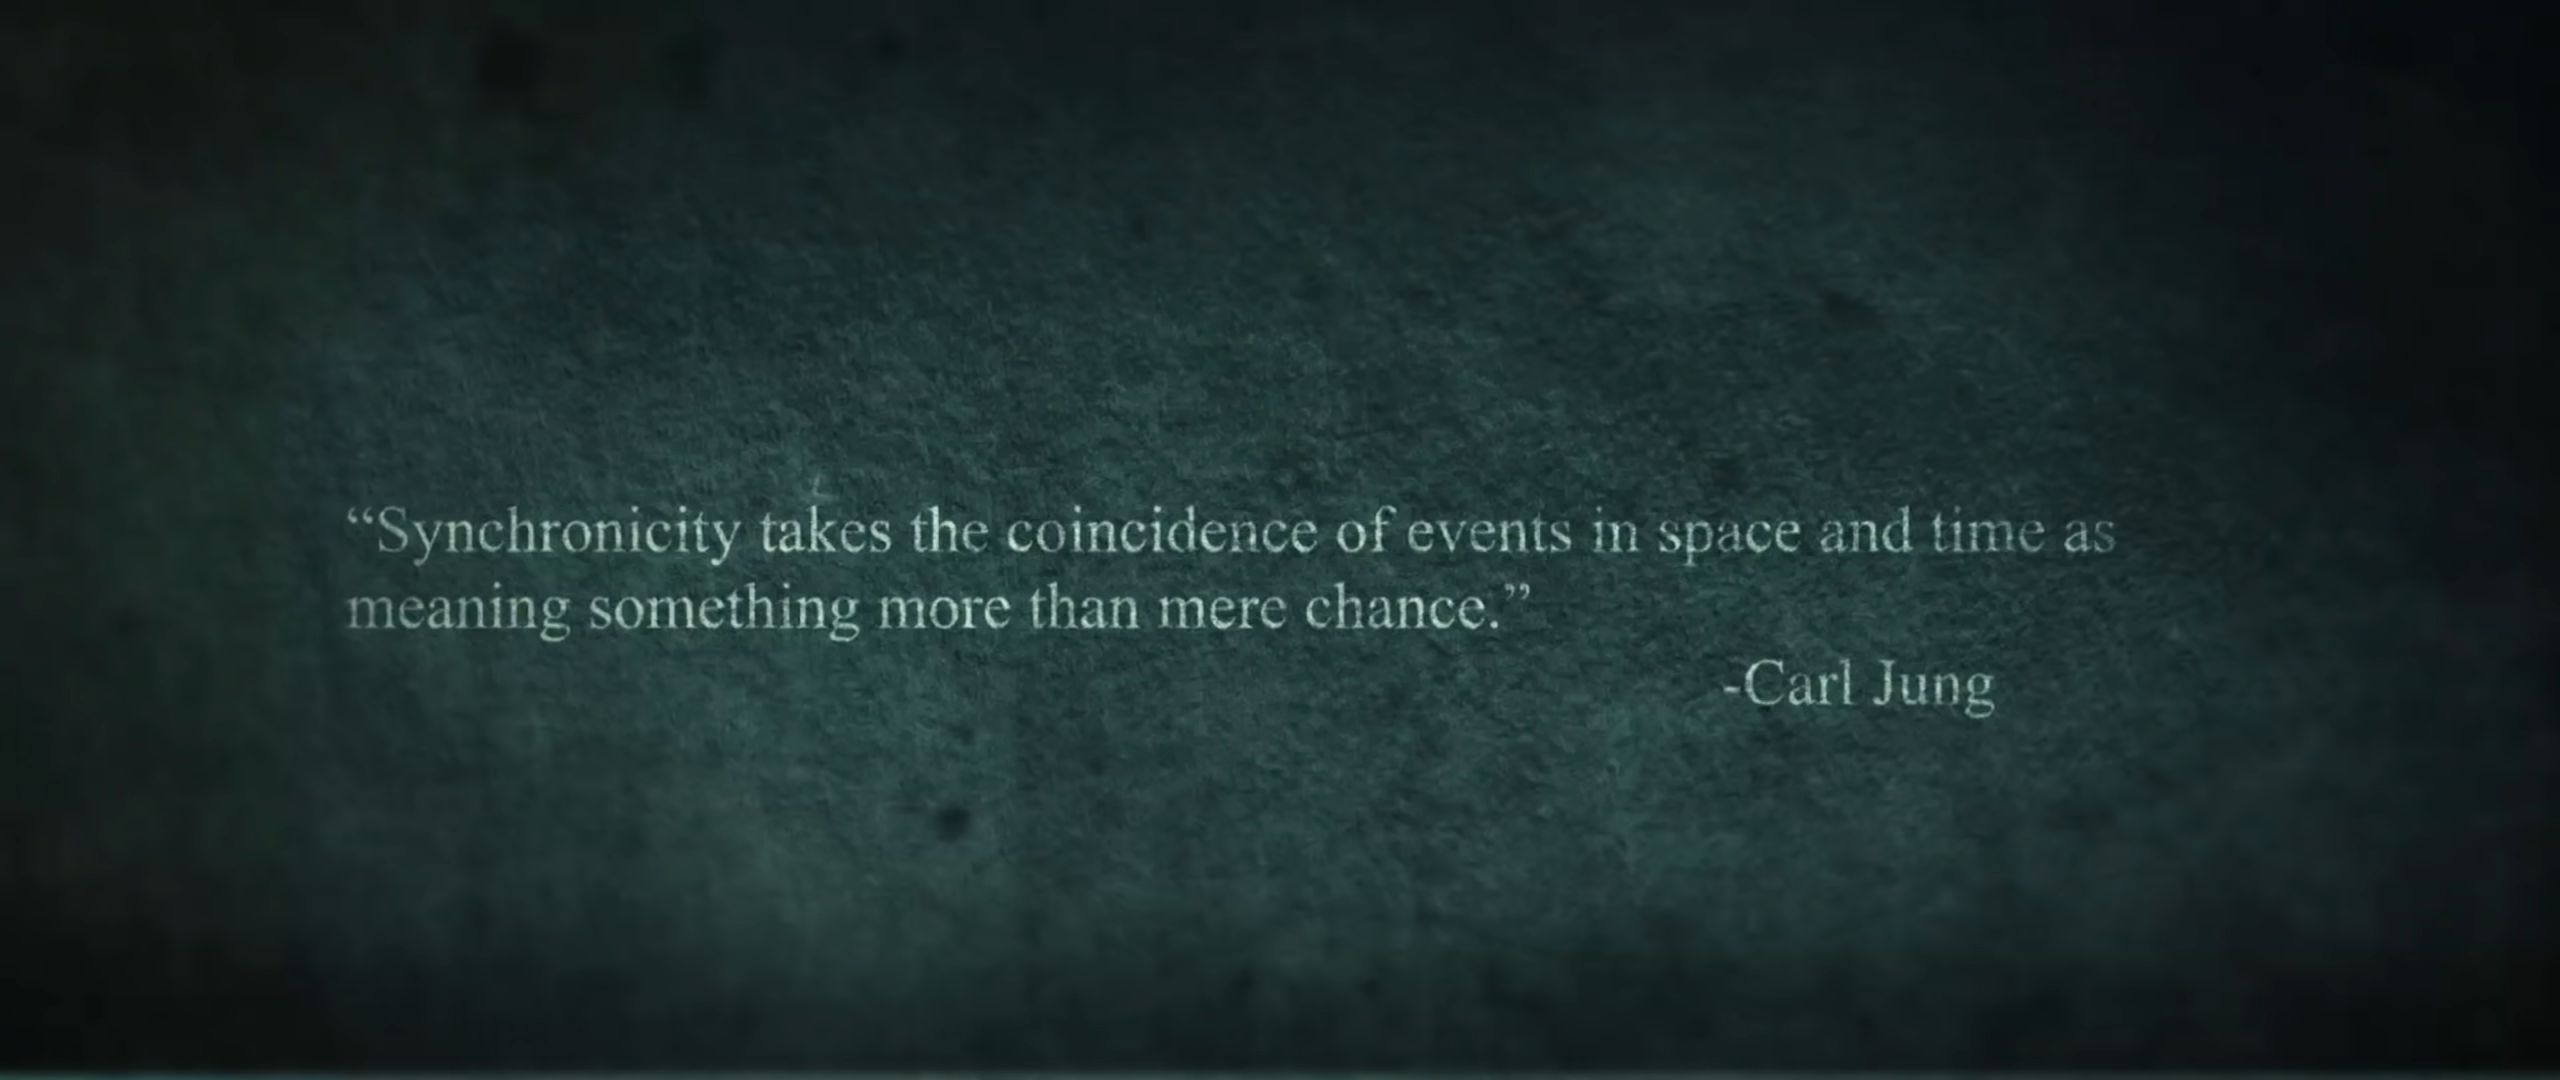 “Synchronicity takes the coincidence of events in space and time as
meaning something more than mere chance.”
-Carl Jung